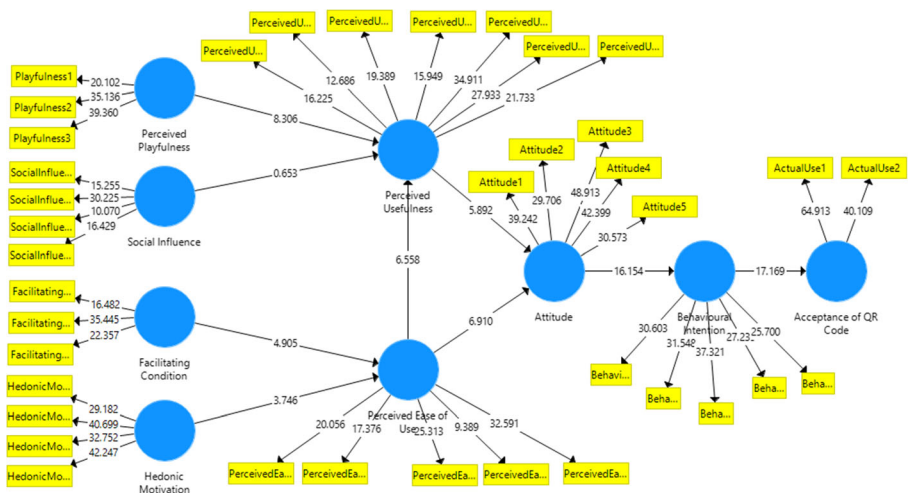 PerceivedU...
PerceivedU...
PerceivedU...
PerceivedU...
PerceivedU...
PerceivedU...
PerceivedU...
16.225
12.686
19.389
15.949
34.911
27.933
21.733
Playfulness1
Playfulness2
Playfulness3
20.102
35.136
39.360
Perceived
Playfulness
8.306
SocialInflue...
SocialInflue...
SocialInflue...
SocialInflue...
15.255
30.225
10.070
16.429
Social Influence
0.653
Perceived
Usefulness
5.892
6.558
Attitude1
Attitude2
Attitude3
Attitude4
Attitude5
39.242
29.706
48.913
42.399
30.573
Attitude
16.154
ActualUse1
ActualUse2
64.913
40.109
Behavioural
Intention
17.169
Acceptance of QR
Code
30.603
31.548
37.321
25.700
Behavi...
Beha...
Beha...
Beha...
Beha...
Facilitating...
Facilitating...
Facilitating...
16.482
35.445
22.357
Facilitating
Condition
4.905
HedonicMo...
HedonicMo...
HedonicMo...
HedonicMo...
29.182
40.699
32.752
42.247
Hedonic
Motivation
3.746
6.910
Perceived Ease of
Use
20.056
17.376
25.313
9.389
32.591
PerceivedEa...
PerceivedEa...
PerceivedEa...
PerceivedEa...
PerceivedEa...